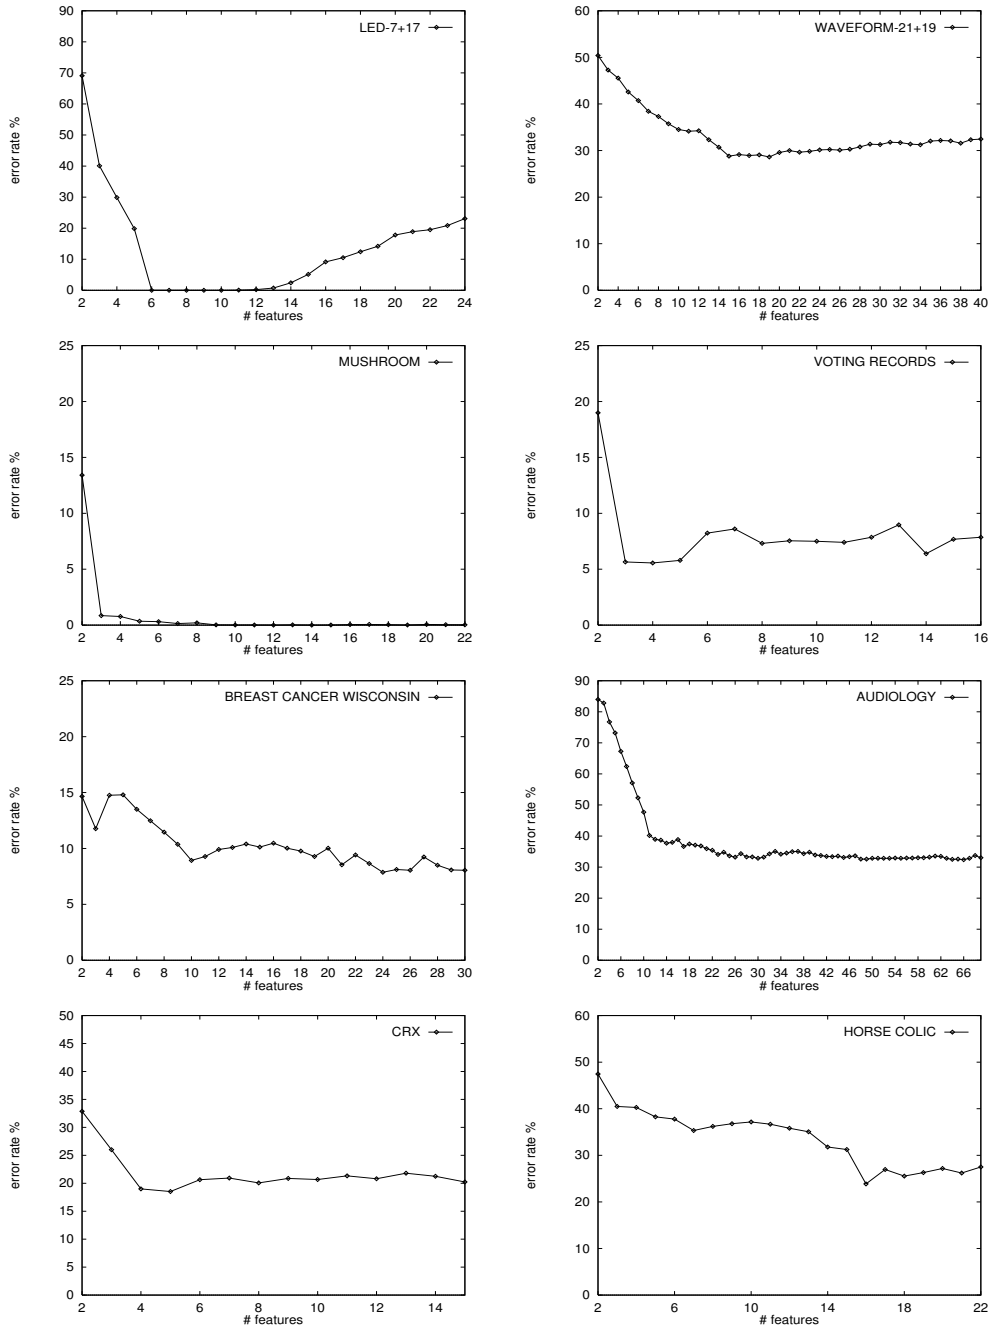 LED-7+17
error rate %
90
80
70
60
50
40
30
20
10
0
2 4 6 8 10 12 14 16 18 20 22 24
# features
WAVEFORM-21+19
error rate %
60
50
40
30
20
10
0
2 4 6 8 10 12 14 16 18 20 22 24 26 28 30 32 34 36 38 40
# features
MUSHROOM
error rate %
25
20
15
10
5
0
2 4 6 8 10 12 14 16 18 20 22
# features
VOTING RECORDS
error rate %
25
20
15
10
5
0
2 4 6 8 10 12 14 16
# features
BREAST CANCER WISCONSIN
error rate %
25
20
15
10
5
0
2 4 6 8 10 12 14 16 18 20 22 24 26 28 30
# features
AUDIOLOGY
error rate %
90
80
70
60
50
40
30
20
10
0
2 6 10 14 18 22 26 30 34 38 42 46 50 54 58 62 66
# features
CRX
error rate %
50
45
40
35
30
25
20
15
10
5
0
2 4 6 8 10 12 14
# features
HORSE COLIC
error rate %
60
50
40
30
20
10
0
2 6 10 14 18 22
# features